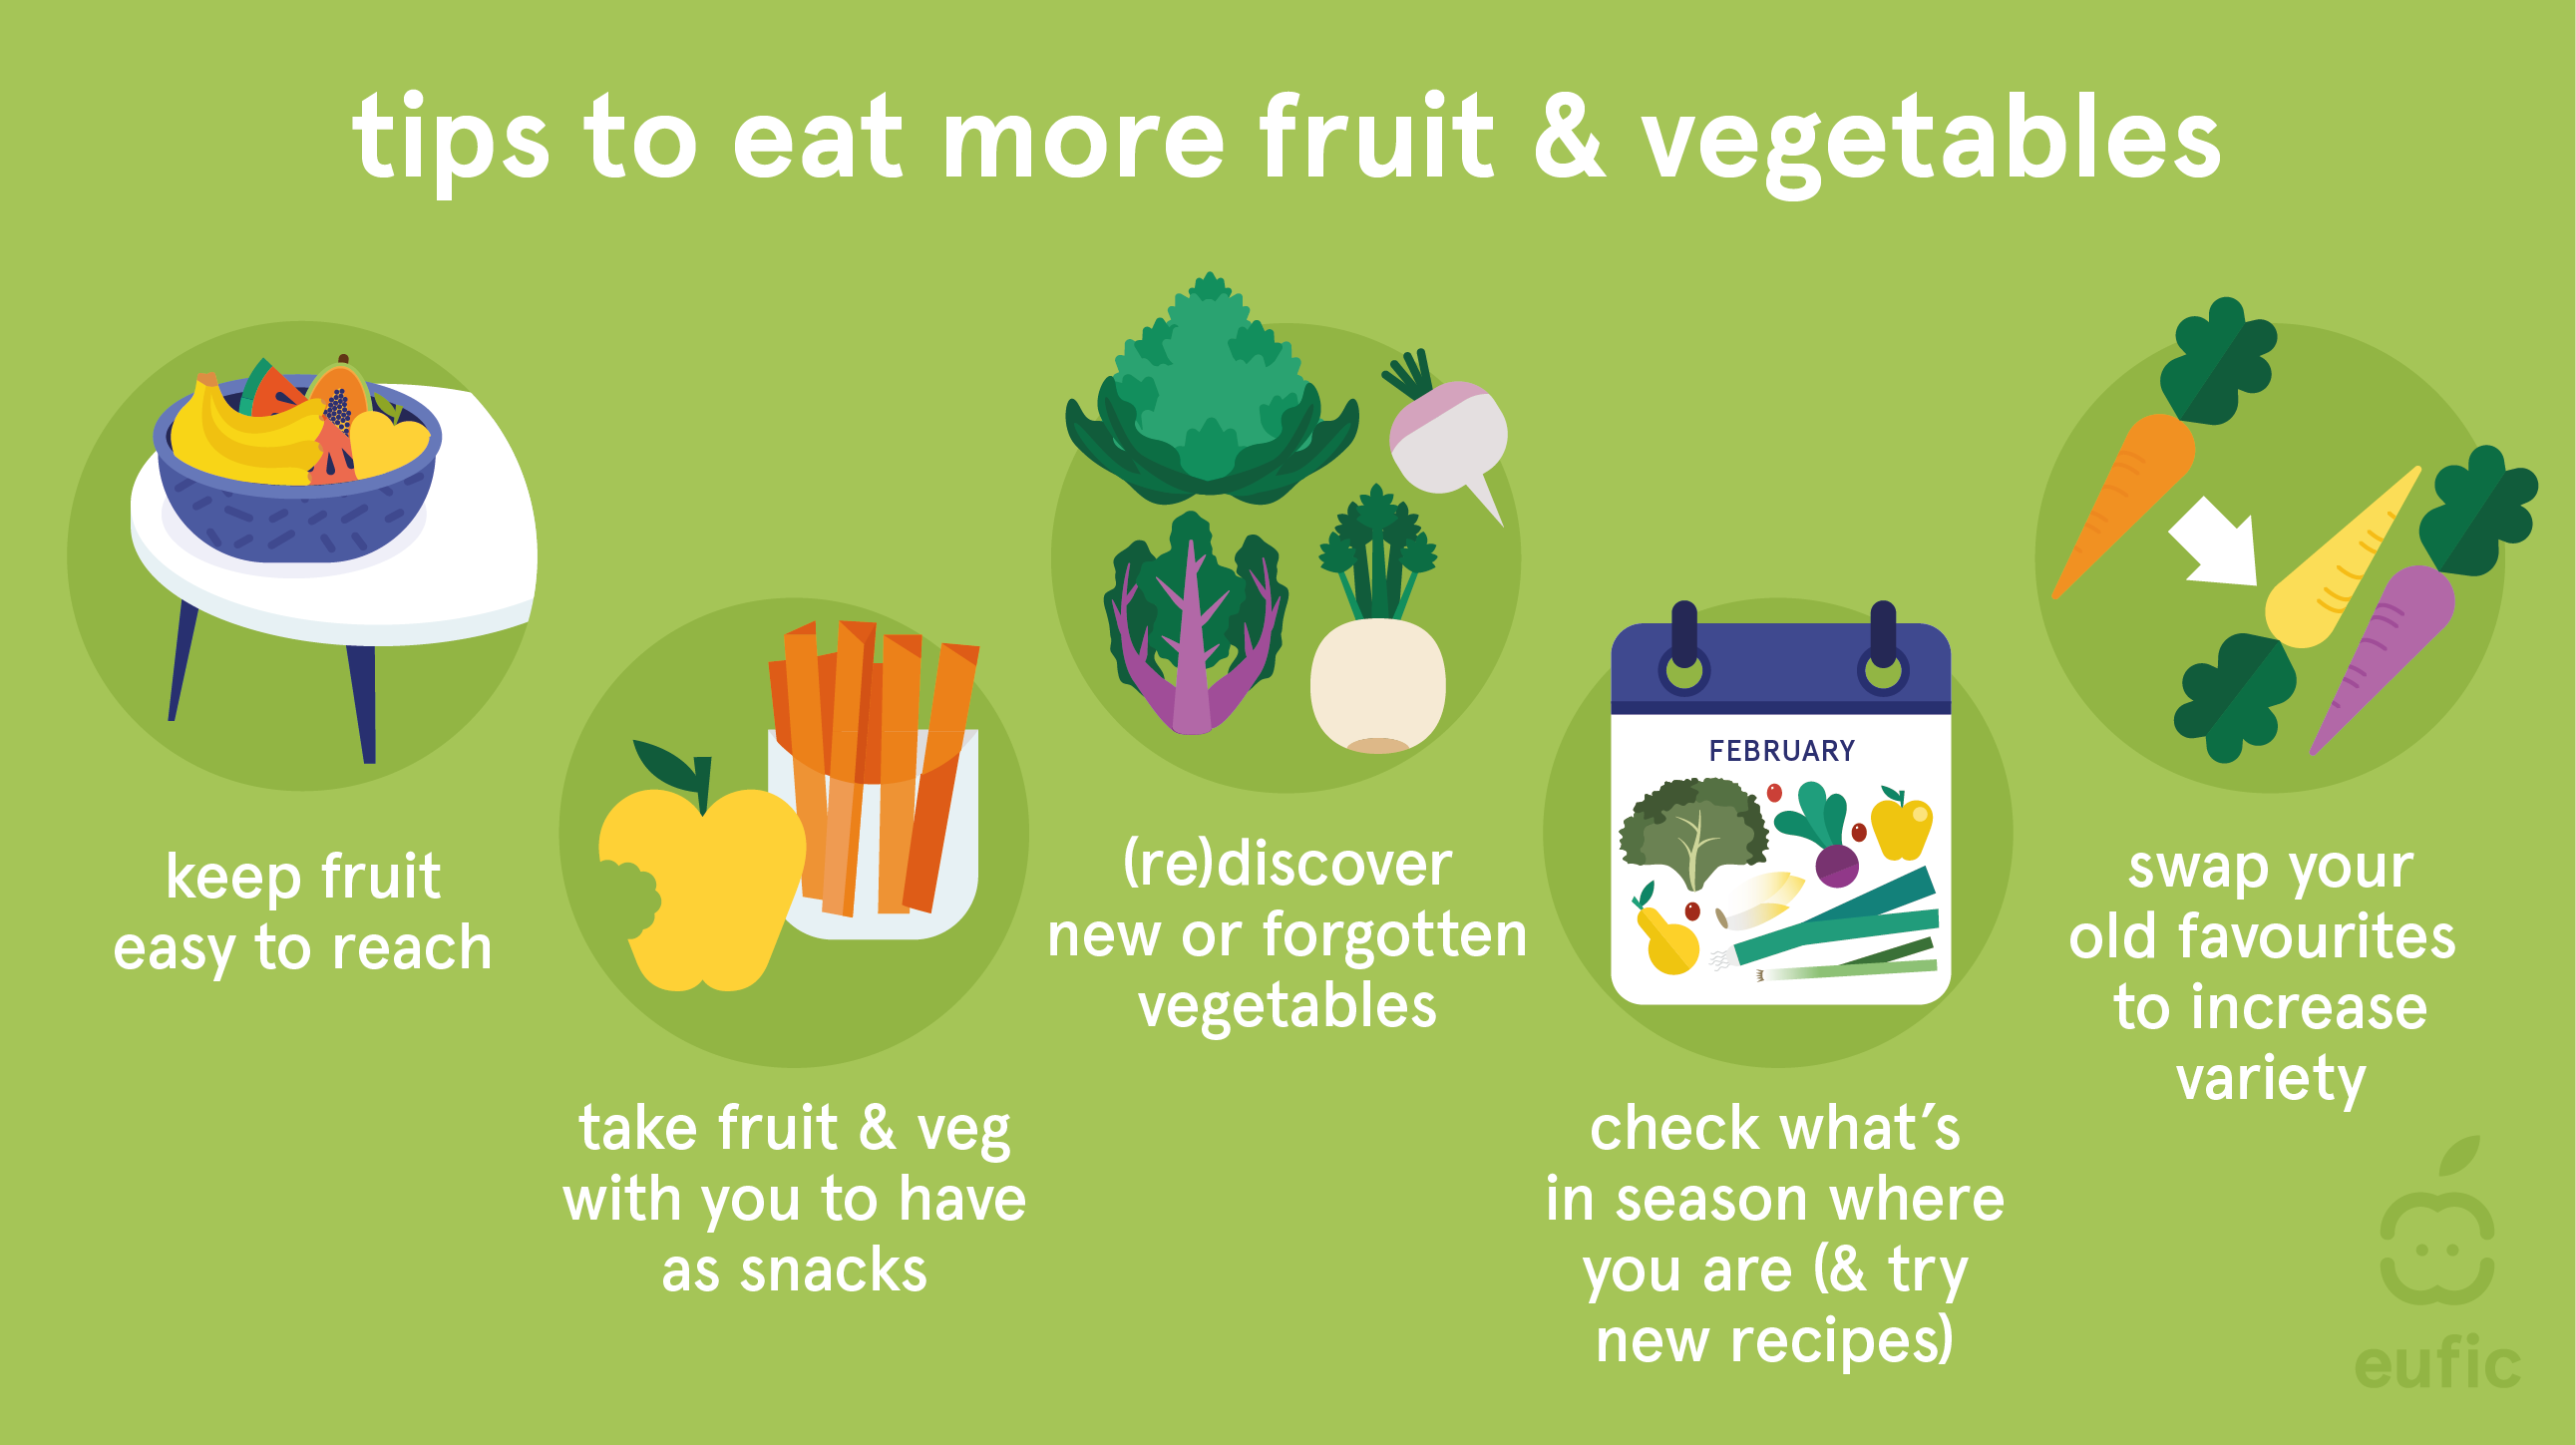 tips to eat more fruit & vegetables
keep fruit
easy to reach
take fruit & veg
with you to have
as snacks
(re)discover
new or forgotten
vegetables
FEBRUARY
check what’s
in season where
you are (& try
new recipes)
swap your
old favourites
to increase
variety
eufic